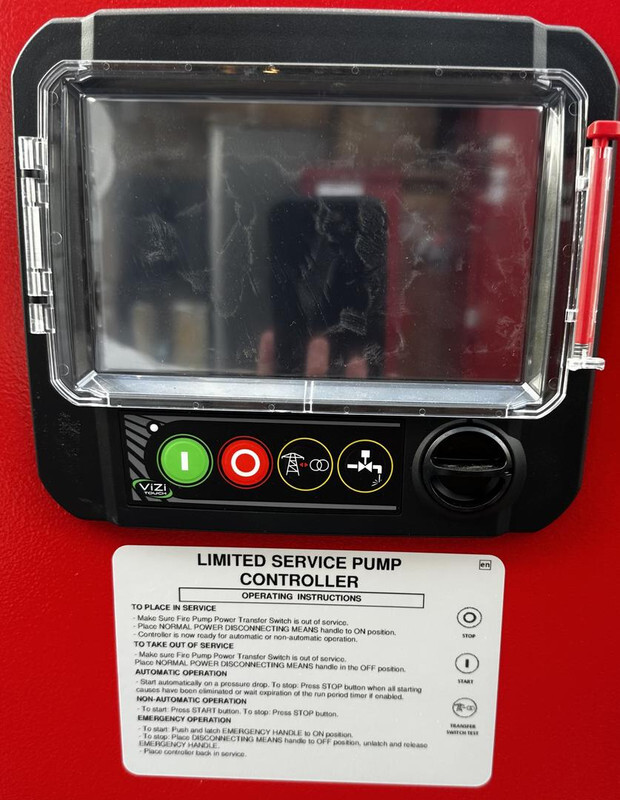 ViZi
TOUCH
LIMITED SERVICE PUMP
CONTROLLER
en
OPERATING INSTRUCTIONS
TO PLACE IN SERVICE
- Make Sure Fire Pump Power Transfer Switch is out of service.
- Place NORMAL POWER DISCONNECTING MEANS handle to ON position.
- Controller is now ready for automatic or non-automatic operation.
TO TAKE OUT OF SERVICE
- Make sure Fire Pump Power Transfer Switch is out of service.
Place NORMAL POWER DISCONNECTING MEANS handle in the OFF position.
AUTOMATIC OPERATION
- Start automatically on a pressure drop. To stop: Press STOP button when all starting
causes have been eliminated or wait expiration of the run period timer if enabled.
NON-AUTOMATIC OPERATION
- To start: Press START button. To stop: Press STOP button.
EMERGENCY OPERATION
- To start: Push and latch EMERGENCY HANDLE to ON position.
- To stop: Place DISCONNECTING MEANS handle to OFF position, unlatch and release
EMERGENCY HANDLE.
- Place controller back in service.
STOP
START
TRANSFER
SWITCH TEST